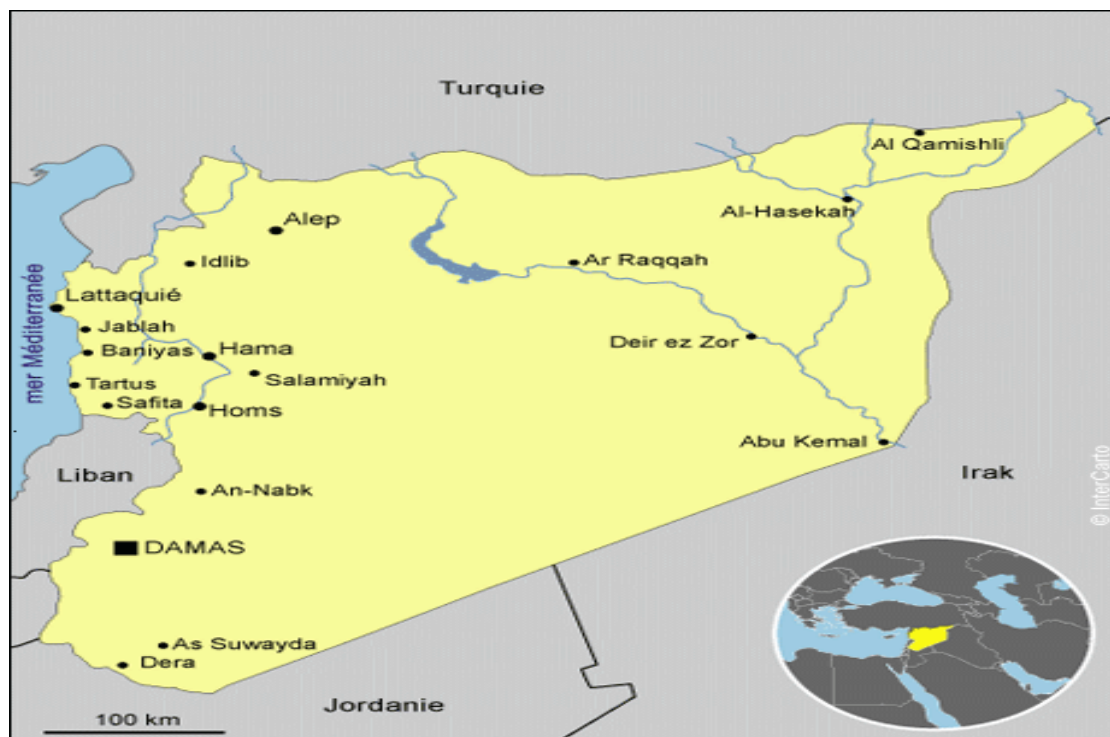 Turquie
Al Qamishli
Al-Hasekah
Alep
Idlib
Ar Raqqah
Lattaquié
Jablah
Baniyas
Hama
Deir ez Zor
Salamiyah
Tartus
Safita
Homs
mer Méditerranée
Abu Kemal
Liban
Irak
An-Nabk
© InterCarto
DAMAS
As Suwayda
Dera
Jordanie
100 km